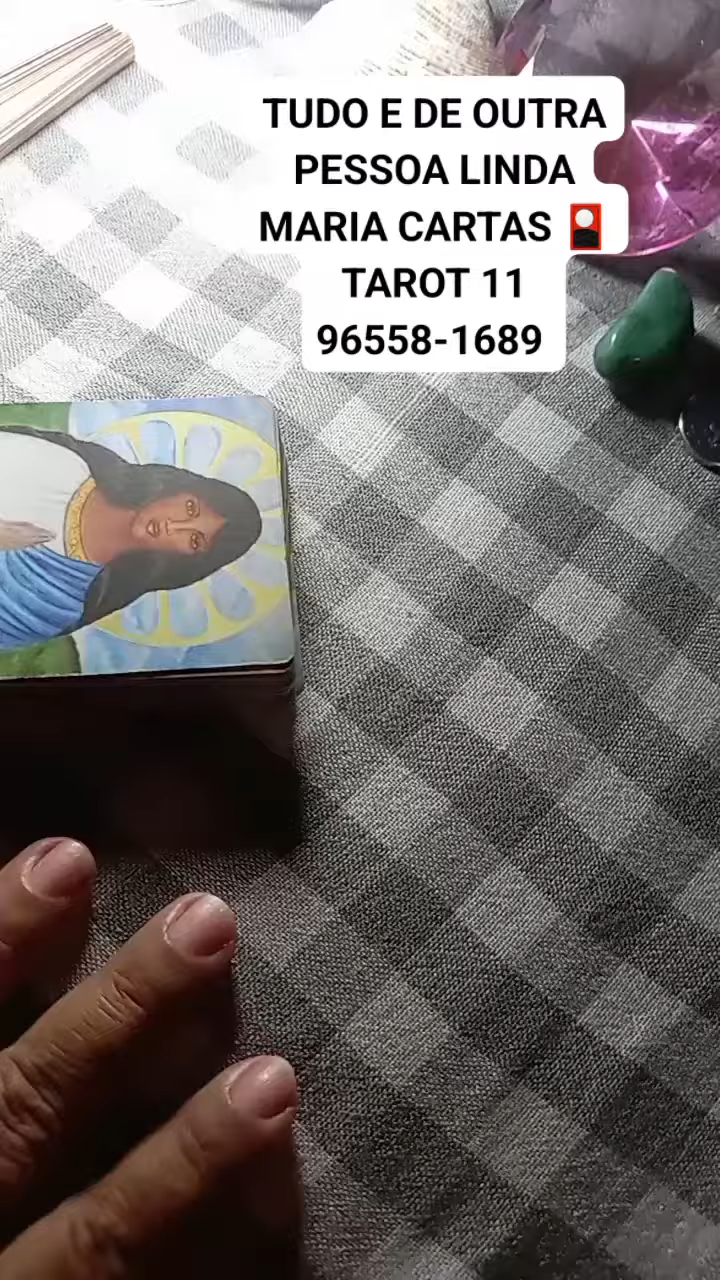 TUDO E DE OUTRA
PESSOA LINDA
MARIA CARTAS 🎴
TAROT 11
96558-1689